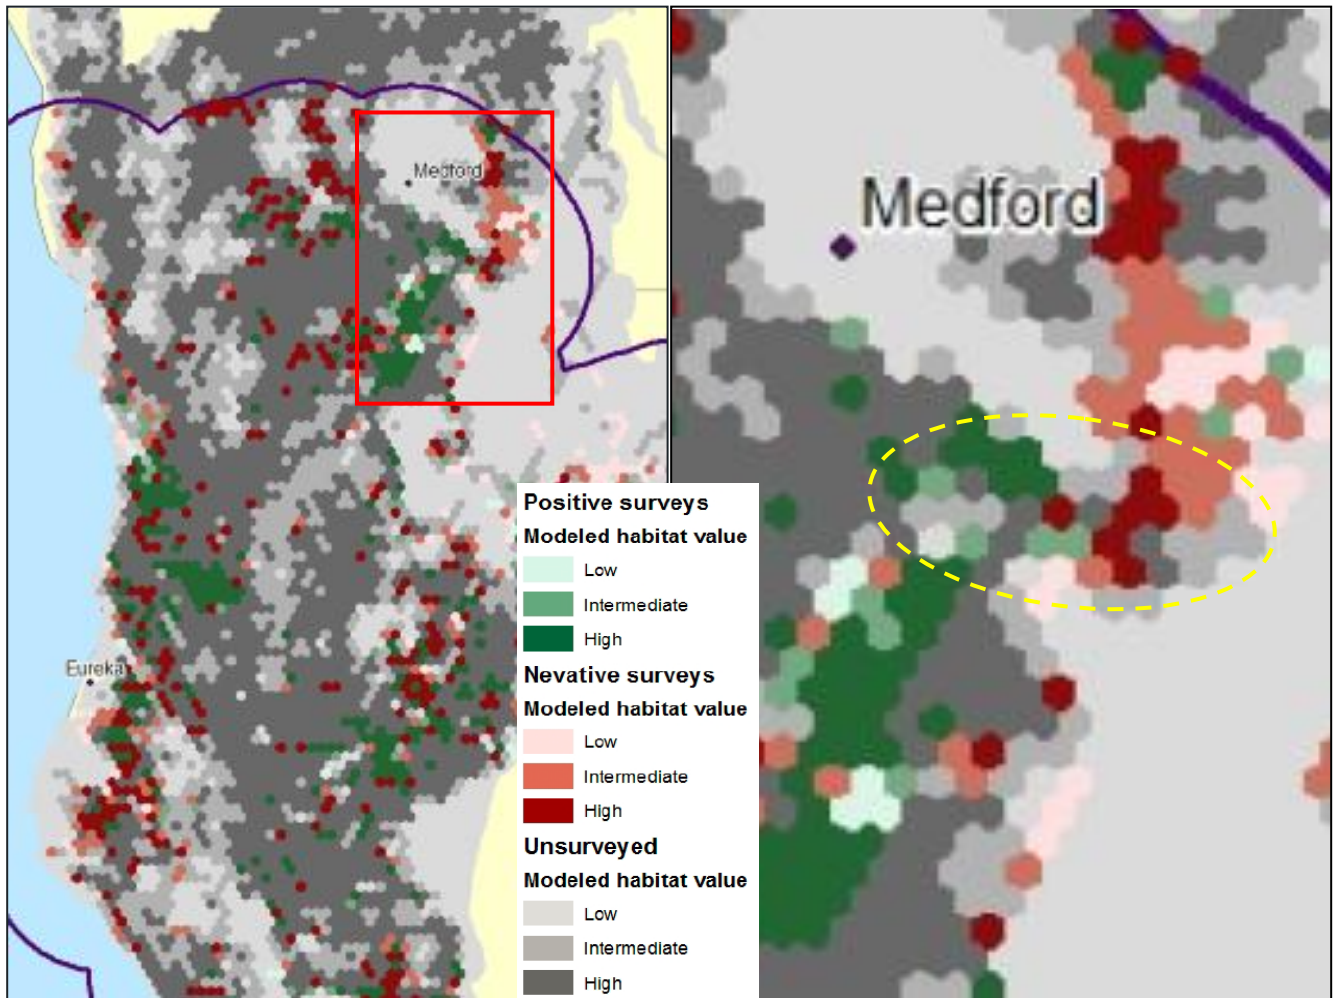 Medford
Medford
Eureka
Positive surveys
Modeled habitat value
Low
Intermediate
High
Nevative surveys
Modeled habitat value
Low
Intermediate
High
Unsurveyed
Modeled habitat value
Low
Intermediate
High